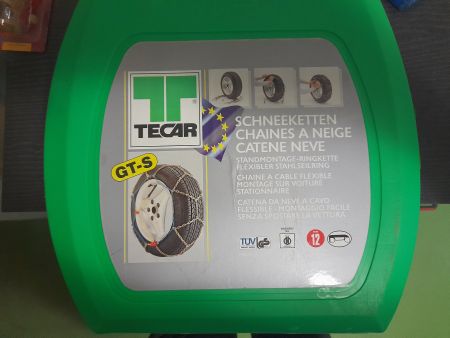 TECAR
GT-S
SCHNEEKETTEN
CHAINES A NEIGE
CATENE NEVE
STANDMONTAGE-RINGKETTE
FLEXIBLER STAHLSEILRING
CHAINE A CABLE FLEXIBLE
MONTAGE SUR VOITURE
STATIONNAIRE
CATENA DA NEVE A CAVO
FLESSIBILE - MONTAGGIO FACILE
SENZA SPOSTARE LA VETTURA
TÜV
GS
12